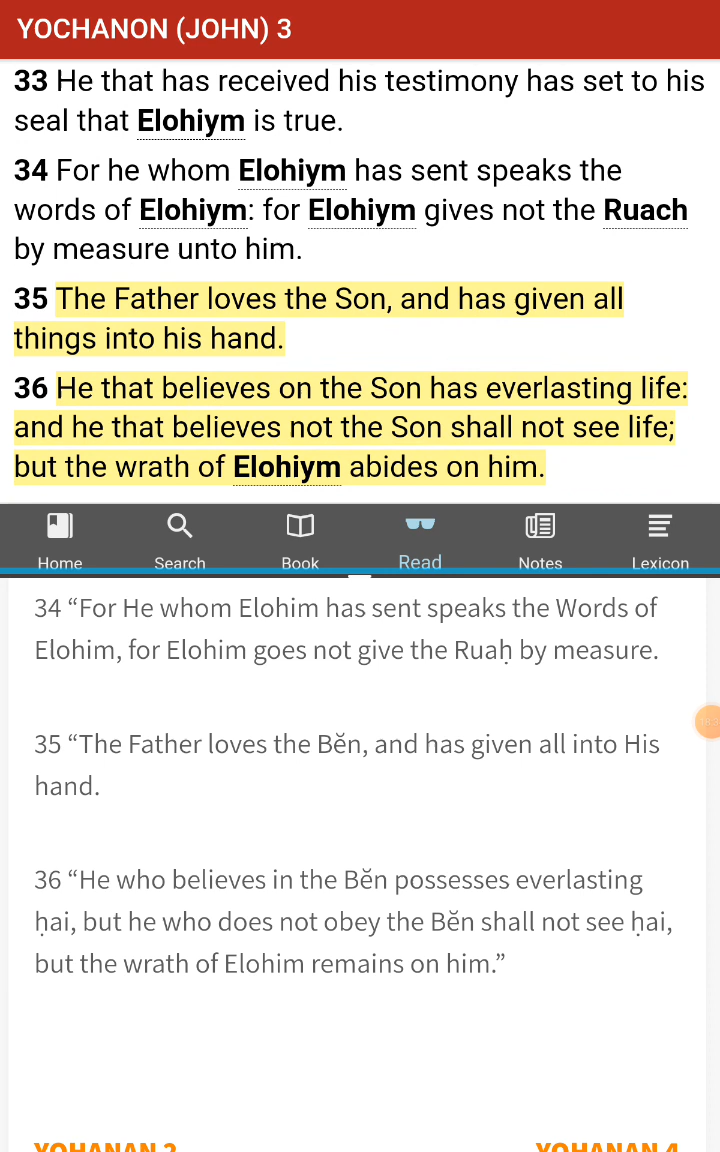 YOCHANON (JOHN) 3
33 He that has received his testimony has set to his
seal that Elohiym is true.
34 For he whom Elohiym has sent speaks the
words of Elohiym: for Elohiym gives not the Ruach
by measure unto him.
35 The Father loves the Son, and has given all
things into his hand.
36 He that believes on the Son has everlasting life:
and he that believes not the Son shall not see life;
but the wrath of Elohiym abides on him.
Home Search Book Read Notes Lexicon
34 “For He whom Elohim has sent speaks the Words of
Elohim, for Elohim goes not give the Ruaḥ by measure.
35 “The Father loves the Bĕn, and has given all into His
hand.
36 “He who believes in the Bĕn possesses everlasting
ḥai, but he who does not obey the Bĕn shall not see ḥai,
but the wrath of Elohim remains on him.”
YOHANAN 2 YOHANAN 4